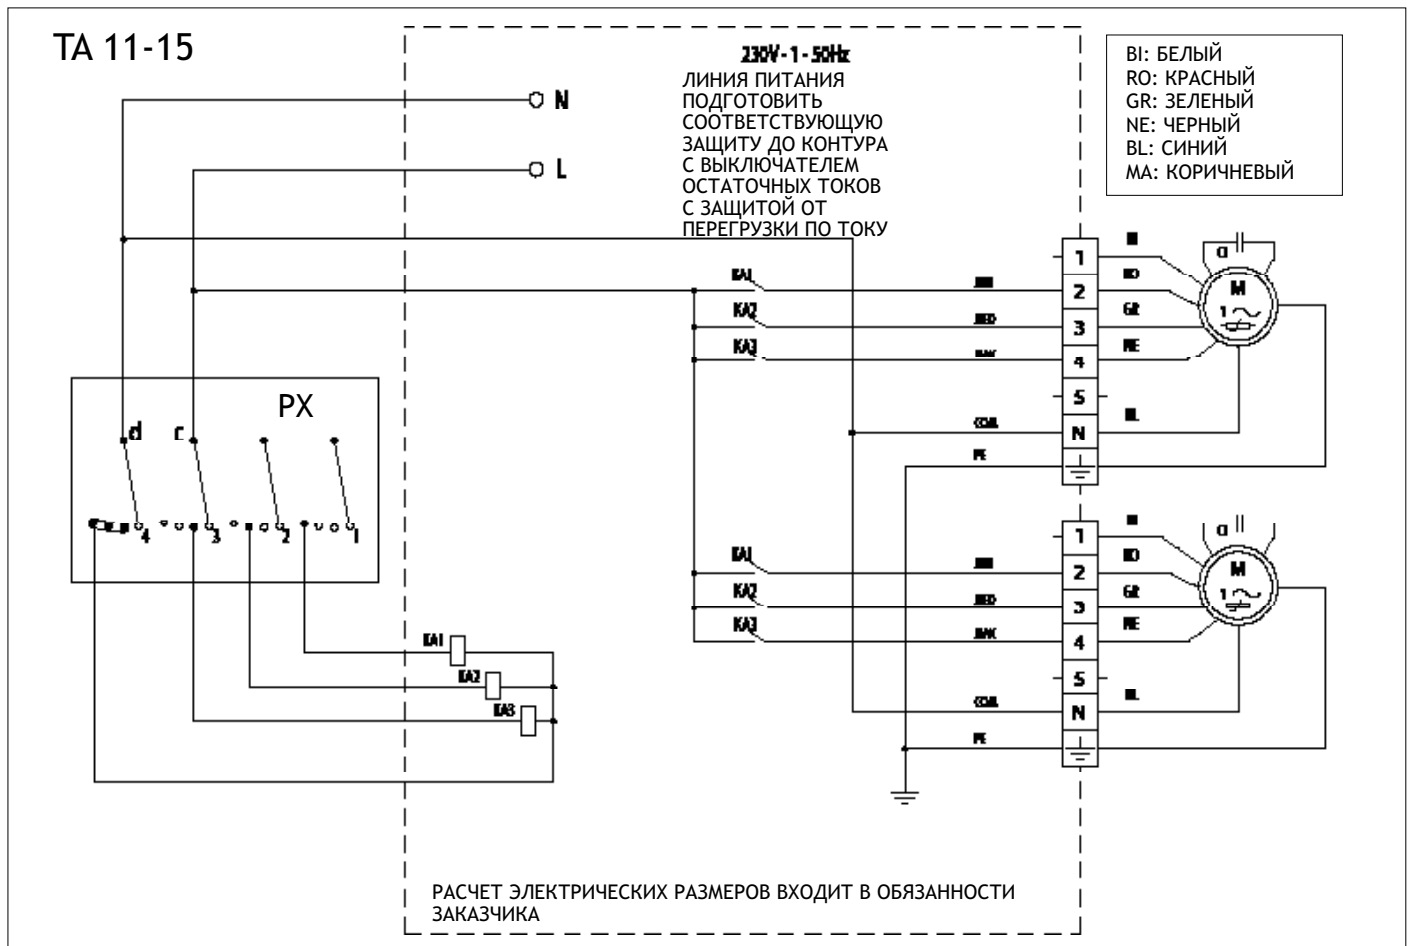 TA 11-15
230V - 1 - 50Hz
ЛИНИЯ ПИТАНИЯ
ПОДГОТОВИТЬ
СООТВЕТСТВУЮЩУЮ
ЗАЩИТУ ДО КОНТУРА
С ВЫКЛЮЧАТЕЛЕМ
ОСТАТОЧНЫХ ТОКОВ
С ЗАЩИТОЙ ОТ
ПЕРЕГРУЗКИ ПО ТОКУ
BI: БЕЛЫЙ
RO: КРАСНЫЙ
GR: ЗЕЛЕНЫЙ
NE: ЧЕРНЫЙ
BL: СИНИЙ
MA: КОРИЧНЕВЫЙ
N
L
KA1
KA2
KA3
1
2
3
4
5
N
PE
RO
GR
NE
BL
M
1
PX
d
c
4
3
2
1
KA1
KA2
KA3
KA1
KA2
KA3
1
2
3
4
5
N
PE
RO
GR
NE
BL
M
1
РАСЧЕТ ЭЛЕКТРИЧЕСКИХ РАЗМЕРОВ ВХОДИТ В ОБЯЗАННОСТИ
ЗАКАЗЧИКА